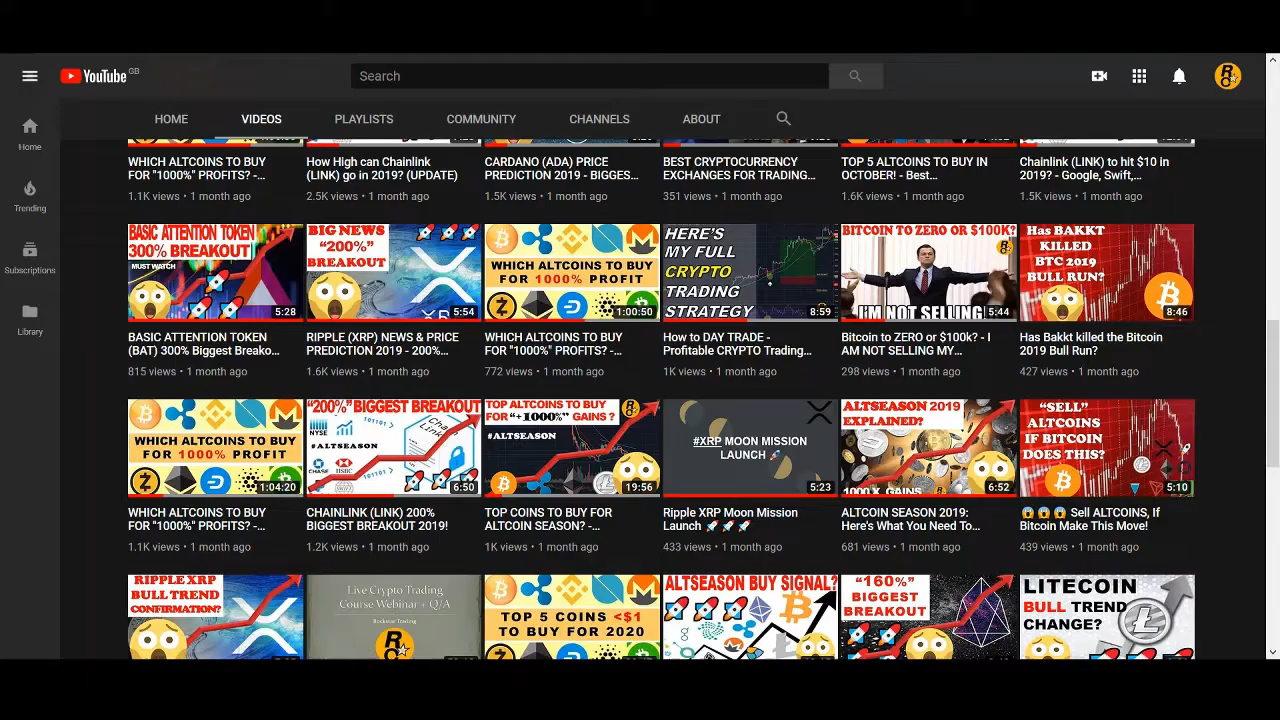 YouTube GB
Search
HOME VIDEOS PLAYLISTS COMMUNITY CHANNELS ABOUT
Home
Trending
Subscriptions
Library
WHICH ALTCOINS TO BUY
FOR "1000%" PROFITS? -...
1.1K views • 1 month ago
How High can Chainlink
(LINK) go in 2019? (UPDATE)
2.5K views • 1 month ago
CARDANO (ADA) PRICE
PREDICTION 2019 - BIGGES...
1.5K views • 1 month ago
BEST CRYPTOCURRENCY
EXCHANGES FOR TRADING...
351 views • 1 month ago
TOP 5 ALTCOINS TO BUY IN
OCTOBER! - Best...
1.6K views • 1 month ago
Chainlink (LINK) to hit $10 in
2019? - Google, Swift,...
1.5K views • 1 month ago
BASIC ATTENTION TOKEN
300% BREAKOUT
MUST WATCH
5:28
BASIC ATTENTION TOKEN
(BAT) 300% Biggest Breako...
815 views • 1 month ago
BIG NEWS
“200%”
BREAKOUT
5:54
RIPPLE (XRP) NEWS & PRICE
PREDICTION 2019 - 200%...
1.6K views • 1 month ago
WHICH ALTCOINS TO BUY
FOR 1000% PROFIT
1:00:50
WHICH ALTCOINS TO BUY
FOR "1000%" PROFITS? -...
772 views • 1 month ago
HERE'S
MY FULL
CRYPTO
TRADING
STRATEGY
8:59
How to DAY TRADE -
Profitable CRYPTO Trading...
1K views • 1 month ago
BITCOIN TO ZERO OR $100K?
I'M NOT SELLING
5:44
Bitcoin to ZERO or $100k? - I
AM NOT SELLING MY...
298 views • 1 month ago
Has BAKKT
KILLED
BTC 2019
BULL RUN?
8:46
Has Bakkt killed the Bitcoin
2019 Bull Run?
427 views • 1 month ago
WHICH ALTCOINS TO BUY
FOR 1000% PROFIT
1:04:20
WHICH ALTCOINS TO BUY
FOR "1000%" PROFITS? -...
1.1K views • 1 month ago
“200%” BIGGEST BREAKOUT
NYSE
#ALTSEASON
CHASE
HSBC
6:50
CHAINLINK (LINK) 200%
BIGGEST BREAKOUT 2019!
1.2K views • 1 month ago
TOP ALTCOINS TO BUY
FOR “+1000%” GAINS ?
#ALTSEASON
19:56
TOP COINS TO BUY FOR
ALTCOIN SEASON? -...
1K views • 1 month ago
#XRP MOON MISSION
LAUNCH 🚀
5:23
Ripple XRP Moon Mission
Launch 🚀 🚀 🚀
433 views • 1 month ago
ALTSEASON 2019
EXPLAINED?
1000 X GAINS
6:52
ALTCOIN SEASON 2019:
Here's What You Need To...
681 views • 1 month ago
“SELL”
ALTCOINS
IF BITCOIN
DOES THIS?
5:10
😱 😱 😱 Sell ALTCOINS, If
Bitcoin Make This Move!
439 views • 1 month ago
RIPPLE XRP
BULL TREND
CONFIRMATION?
Live Crypto Trading
Course Webinar + Q/A
Rockstar Trading
TOP 5 COINS <$1
TO BUY FOR 2020
ALTSEASON BUY SIGNAL?
“160%”
BIGGEST
BREAKOUT
LITECOIN
BULL TREND
CHANGE?